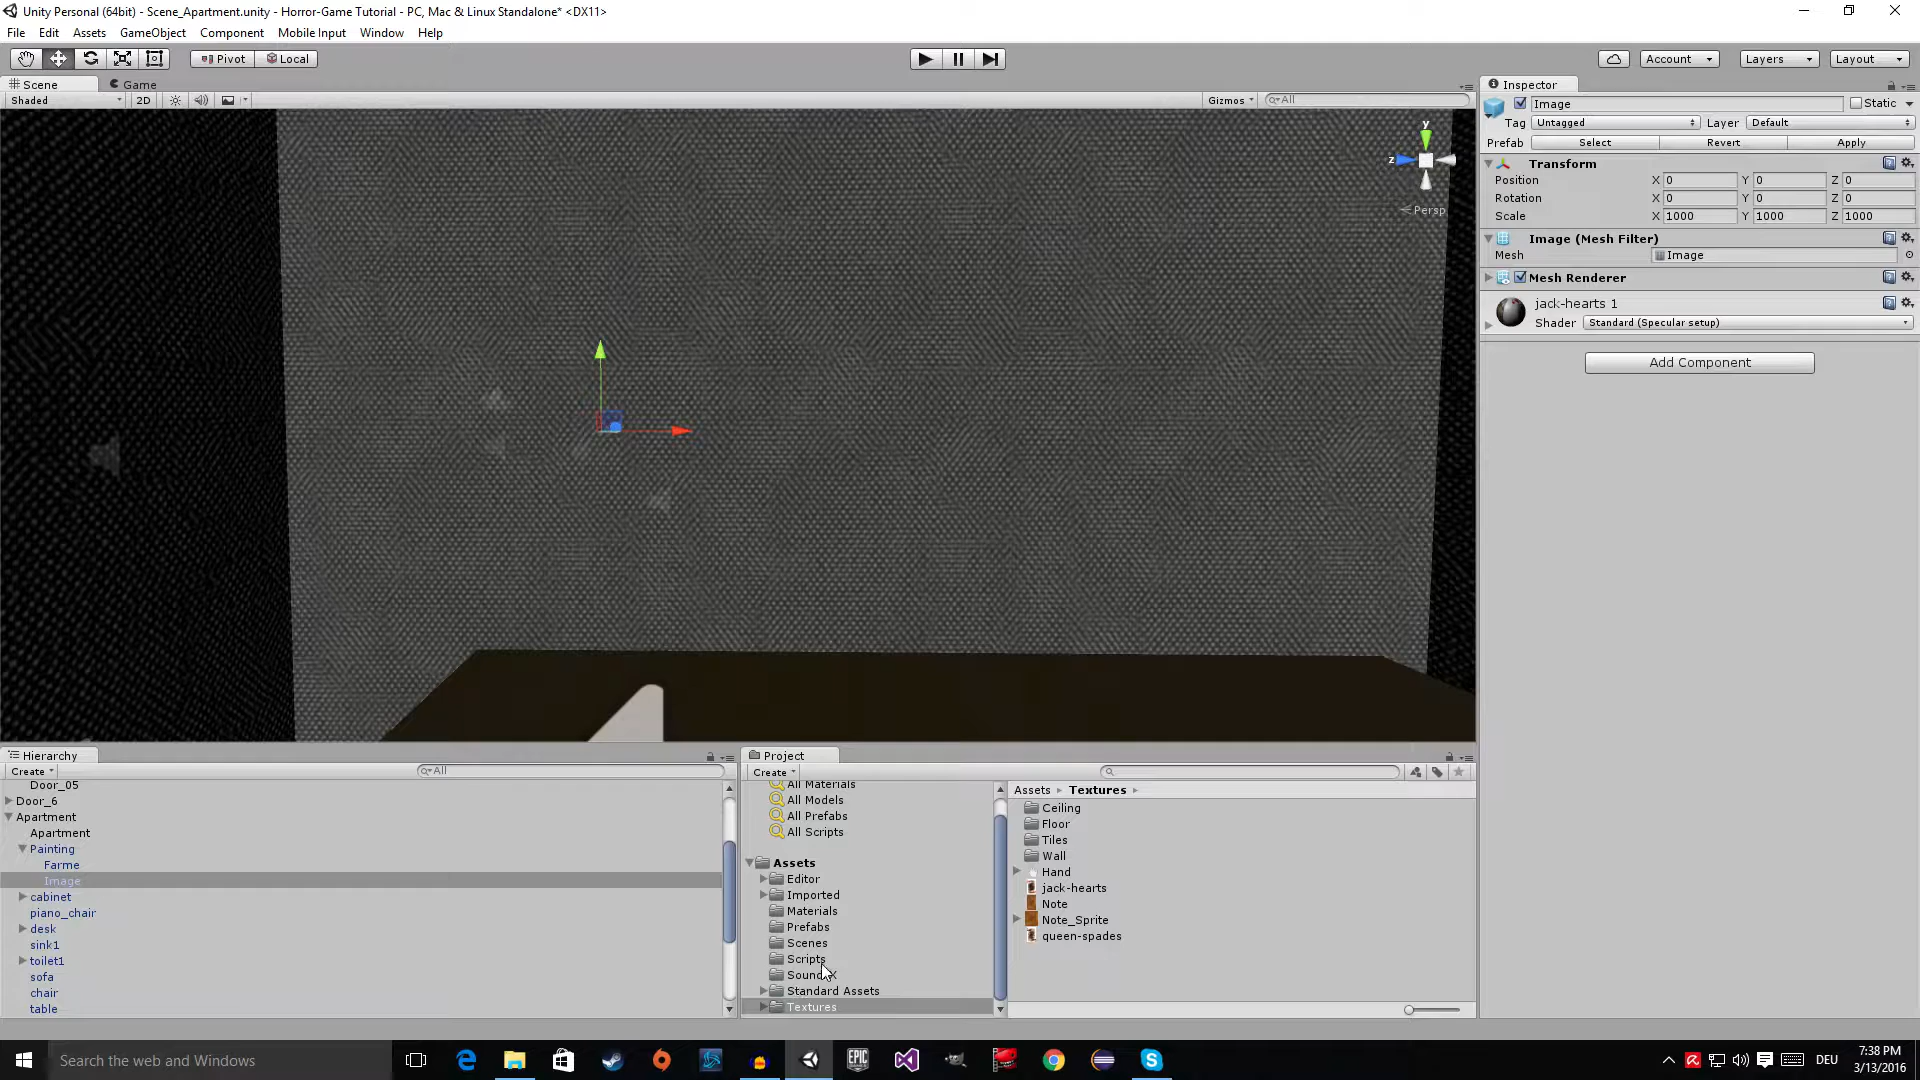 Unity Personal (64bit) - Scene_Apartment.unity - Horror-Game Tutorial - PC, Mac & Linux Standalone* <DX11>
File Edit Assets GameObject Component Mobile Input Window Help
Pivot Local Account Layers Layout
Scene Game
Shaded 2D Gizmos All
y
z
Persp
Inspector
Image Static
Tag Untagged Layer Default
Prefab Select Revert Apply
Transform
Position X 0 Y 0 Z 0
Rotation X 0 Y 0 Z 0
Scale X 1000 Y 1000 Z 1000
Image (Mesh Filter)
Mesh Image
Mesh Renderer
jack-hearts 1
Shader Standard (Specular setup)
Add Component
Hierarchy
Create All
Door_05
Door_6
Apartment
Apartment
Painting
Farme
Image
cabinet
piano_chair
desk
sink1
toilet1
sofa
chair
table
Project
Create
All Materials
All Models
All Prefabs
All Scripts
Assets
Editor
Imported
Materials
Prefabs
Scenes
Scripts
Standard Assets
Textures
Assets Textures
Ceiling
Floor
Tiles
Wall
Hand
jack-hearts
Note
Note_Sprite
queen-spades
Search the web and Windows
EPIC GAMES
DEU
7:38 PM
3/13/2016